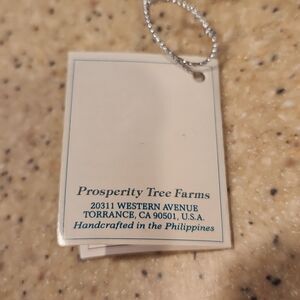 Prosperity Tree Farms
20311 WESTERN AVENUE
TORRANCE, CA 90501, U.S.A.
Handcrafted in the Philippines